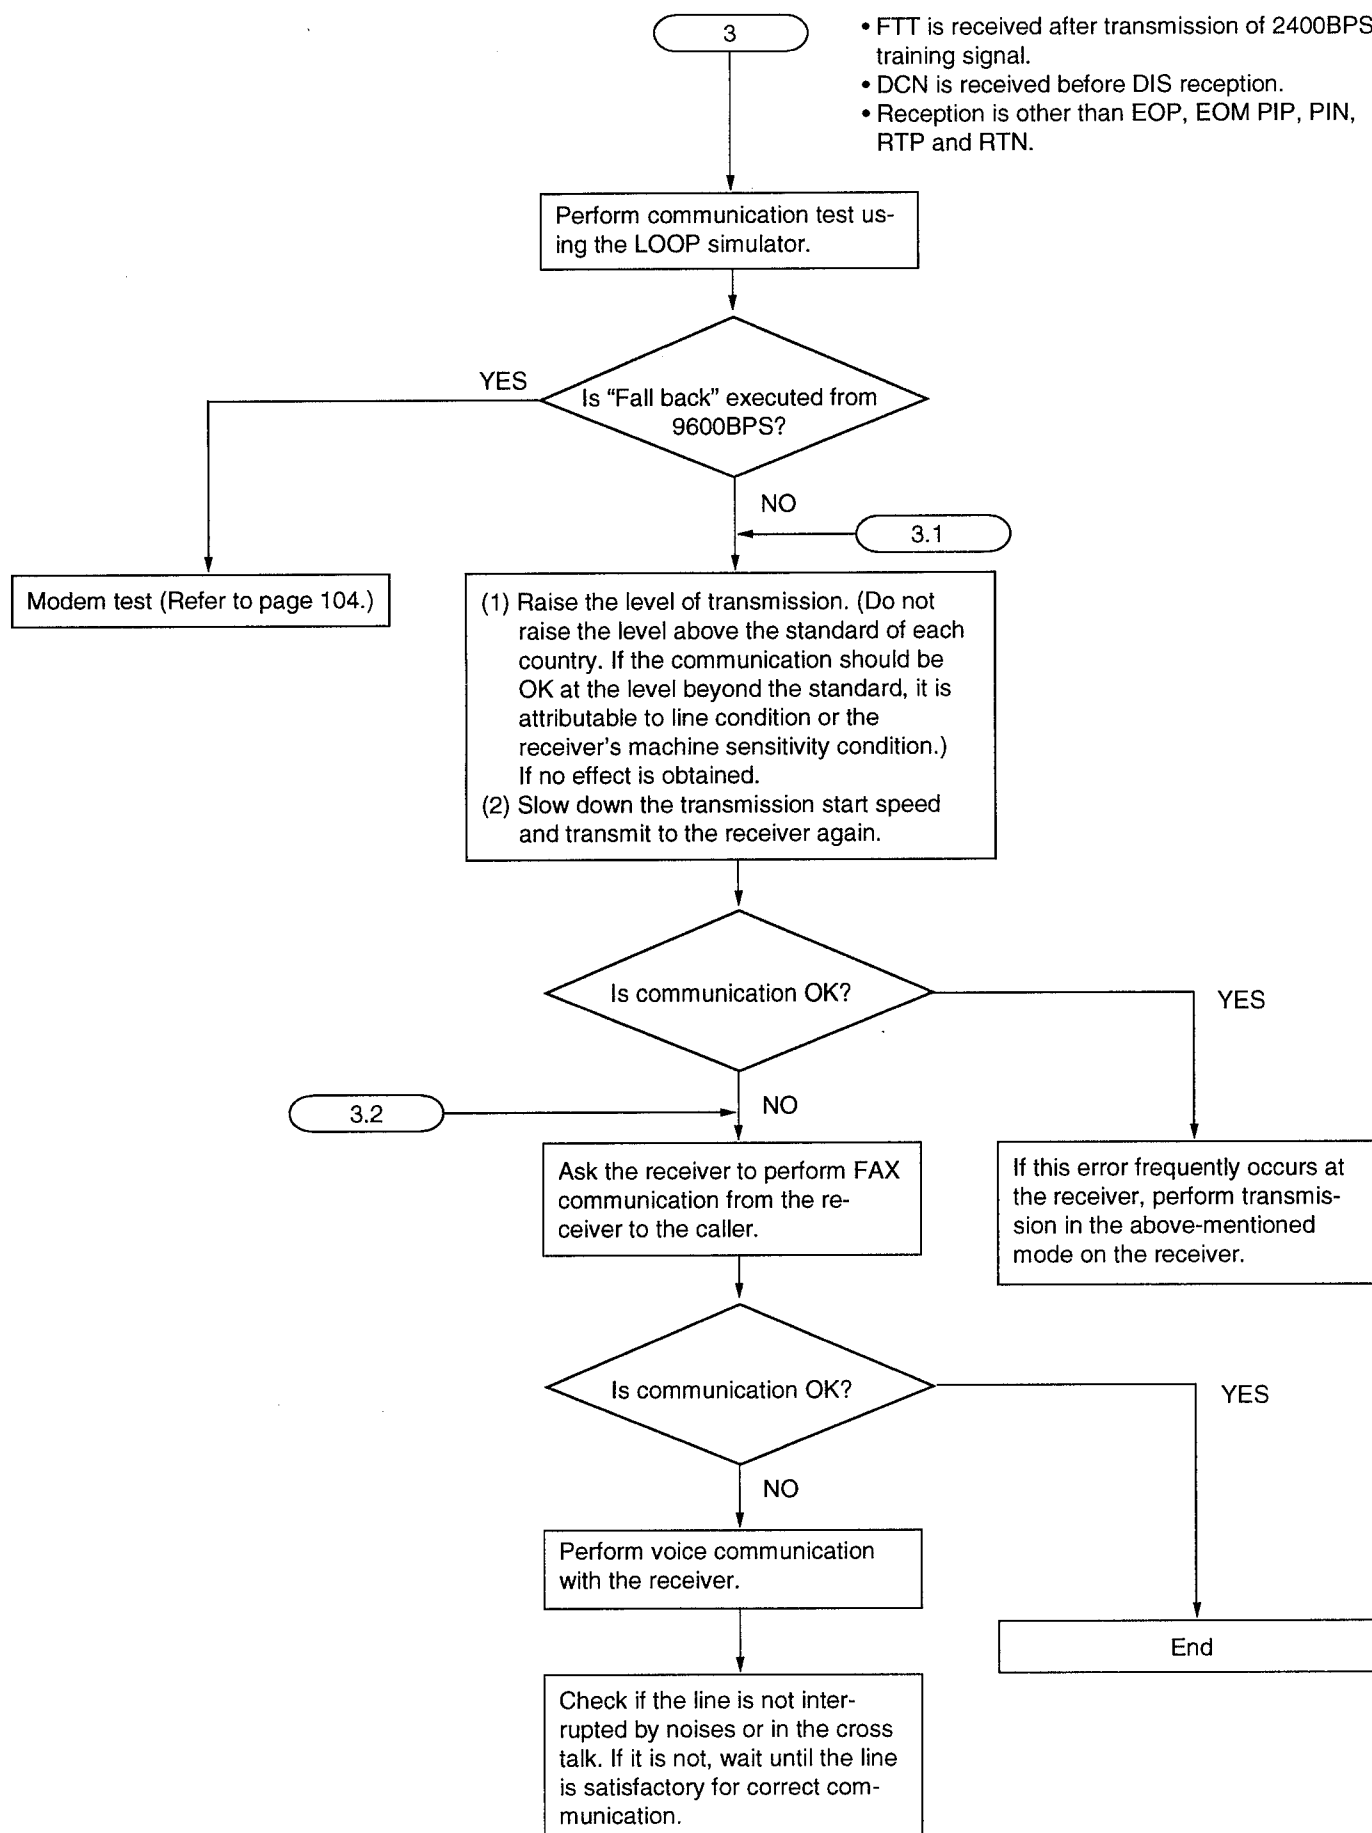 3
• FTT is received after transmission of 2400BPS
training signal.
• DCN is received before DIS reception.
• Reception is other than EOP, EOM PIP, PIN,
RTP and RTN.
Perform communication test us-
ing the LOOP simulator.
YES
Is “Fall back” executed from
9600BPS?
NO
3.1
Modem test (Refer to page 104.)
(1) Raise the level of transmission. (Do not
raise the level above the standard of each
country. If the communication should be
OK at the level beyond the standard, it is
attributable to line condition or the
receiver's machine sensitivity condition.)
If no effect is obtained.
(2) Slow down the transmission start speed
and transmit to the receiver again.
Is communication OK?
YES
NO
3.2
Ask the receiver to perform FAX
communication from the re-
ceiver to the caller.
If this error frequently occurs at
the receiver, perform transmis-
sion in the above-mentioned
mode on the receiver.
Is communication OK?
YES
NO
Perform voice communication
with the receiver.
End
Check if the line is not inter-
rupted by noises or in the cross
talk. If it is not, wait until the line
is satisfactory for correct com-
munication.